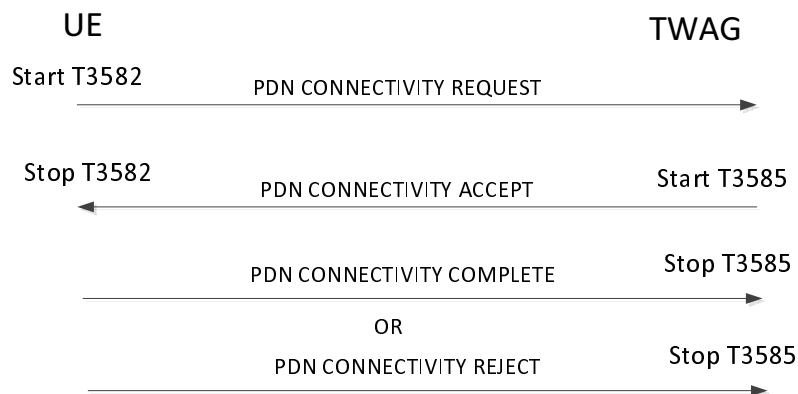 UE
TWAG
Start T3582
PDN CONNECTIVITY REQUEST
Stop T3582
PDN CONNECTIVITY ACCEPT
Start T3585
PDN CONNECTIVITY COMPLETE
Stop T3585
OR
PDN CONNECTIVITY REJECT
Stop T3585